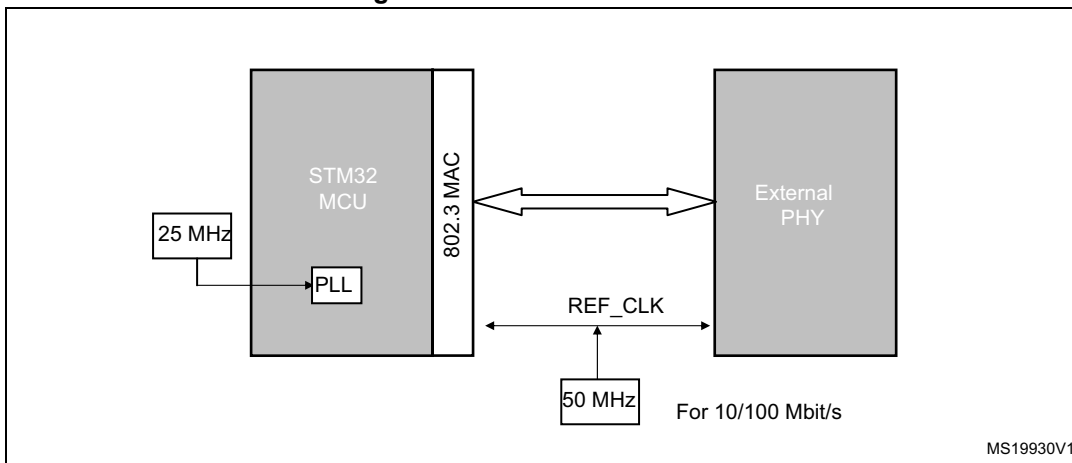 STM32
MCU
802.3 MAC
External
PHY
25 MHz
PLL
REF_CLK
50 MHz
For 10/100 Mbit/s
MS19930V1